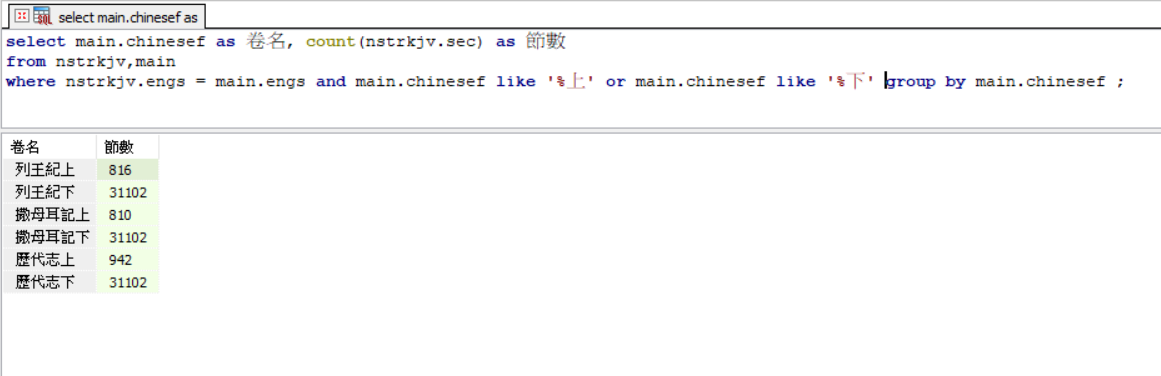 select main.chinesef as
select main.chinesef as 卷名, count(nstrkjv.sec) as 節數
from nstrkjv,main
where nstrkjv.engs = main.engs and main.chinesef like '%上' or main.chinesef like '%下' group by main.chinesef ;
卷名 節數
列王紀上 816
列王紀下 31102
撒母耳記上 810
撒母耳記下 31102
歷代志上 942
歷代志下 31102